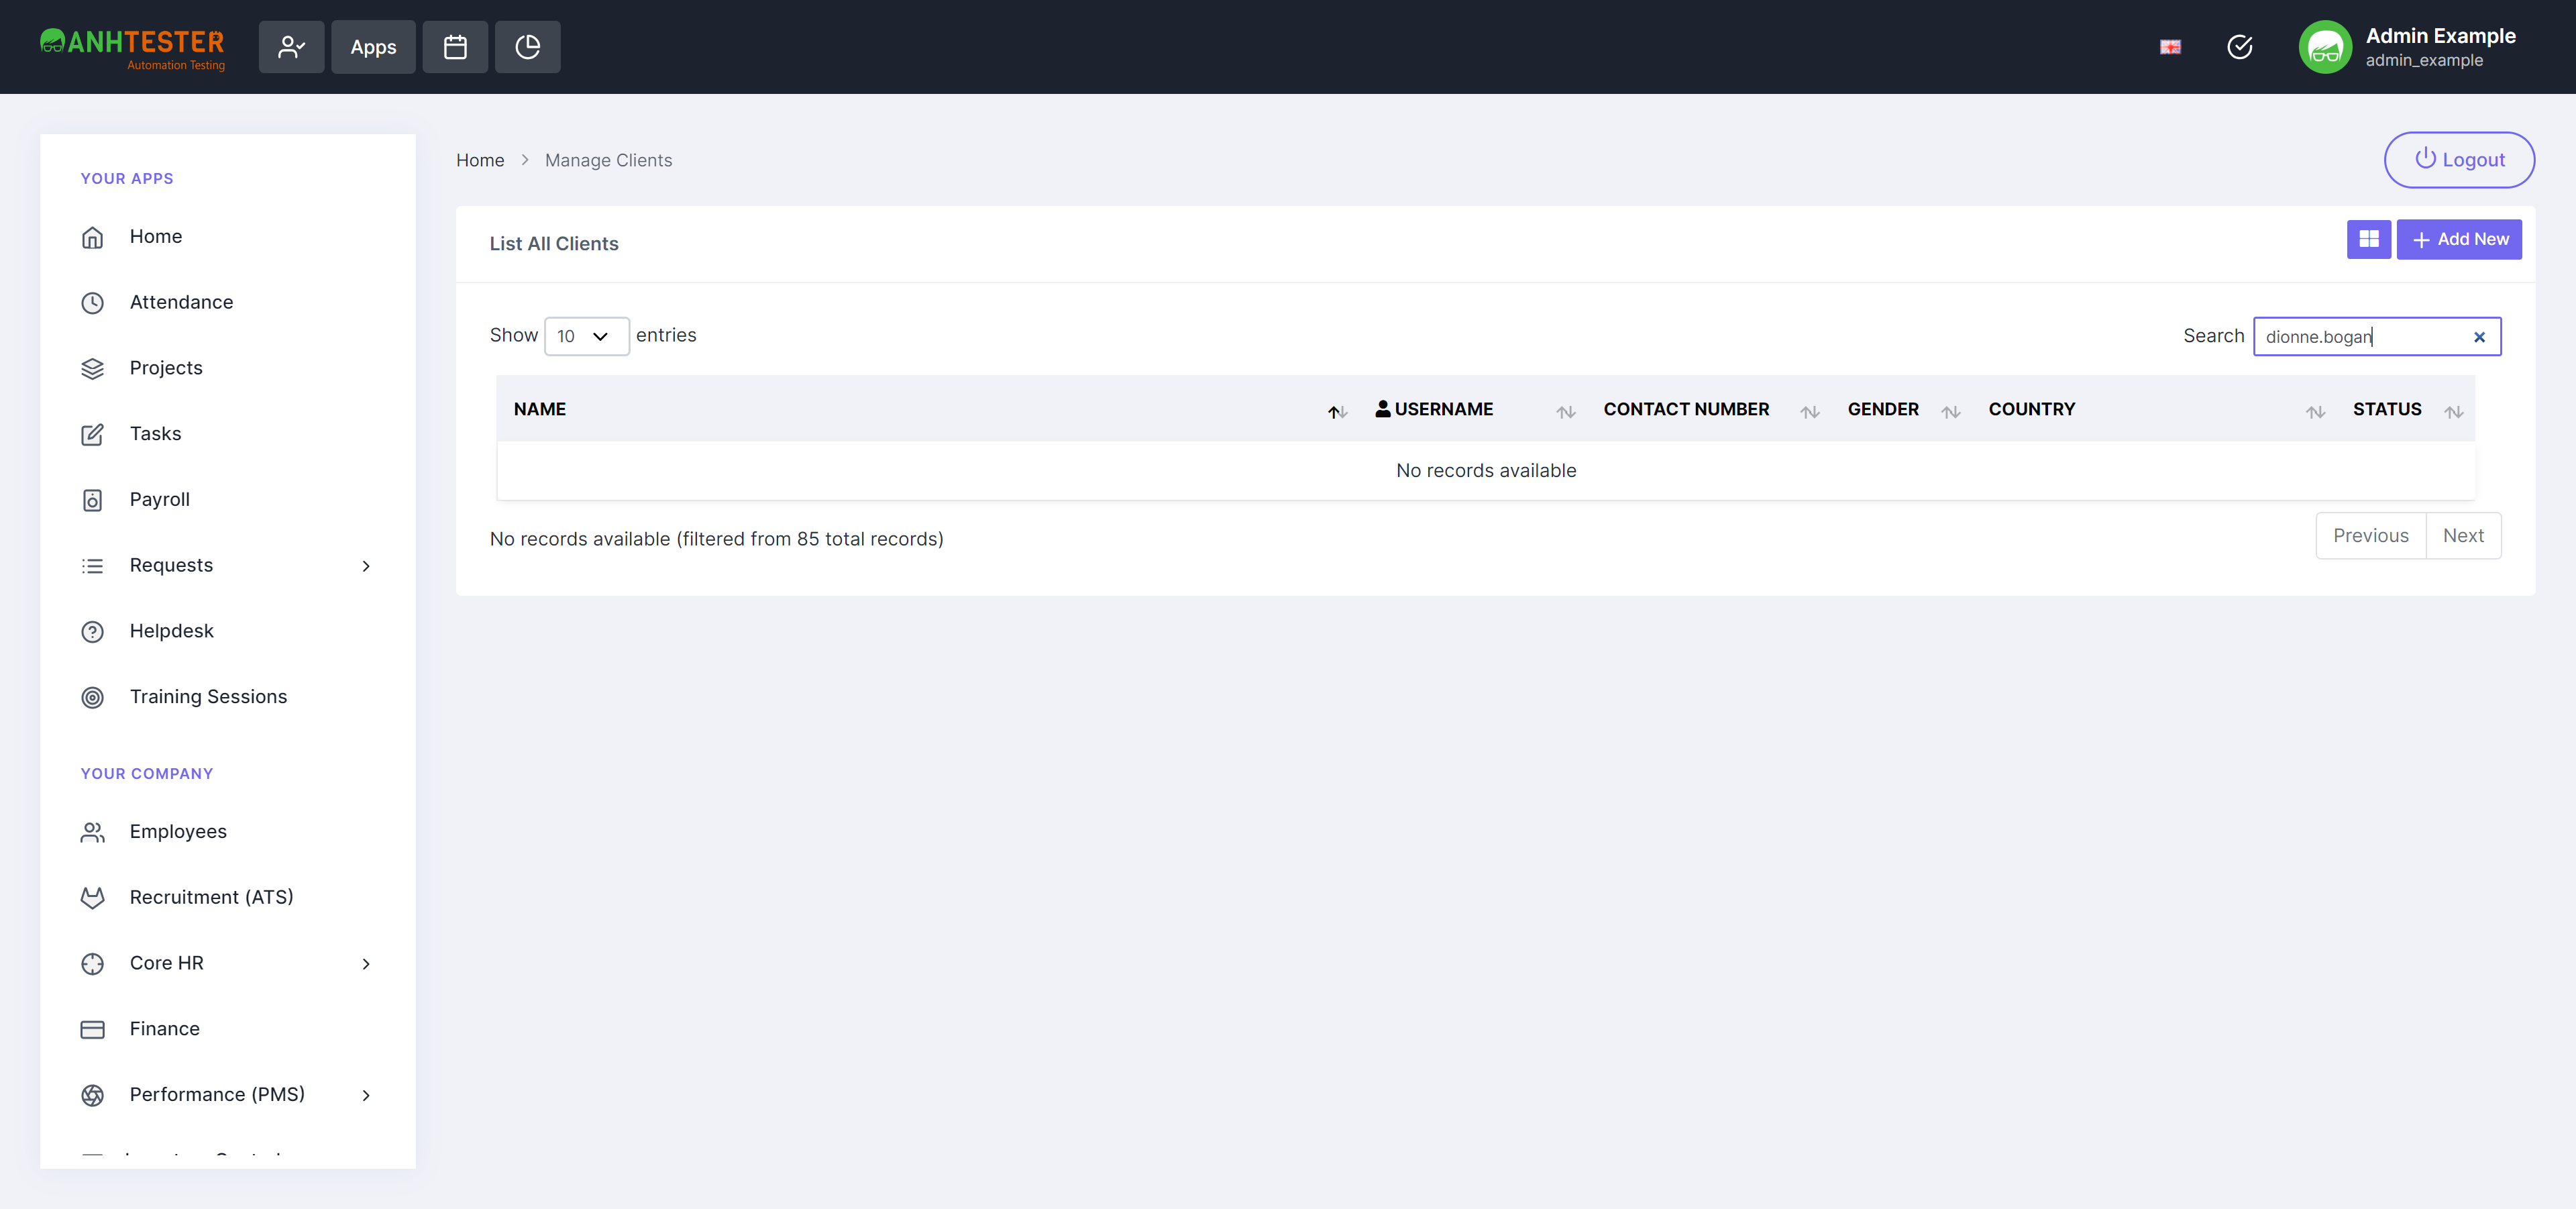 ANHTESTER
Automation Testing
Apps
Admin Example
admin_example
YOUR APPS
Home
Attendance
Projects
Tasks
Payroll
Requests
Helpdesk
Training Sessions
YOUR COMPANY
Employees
Recruitment (ATS)
Core HR
Finance
Performance (PMS)
Home > Manage Clients
Logout
List All Clients
Add New
Show 10 entries
Search dionne.bogan
NAME USERNAME CONTACT NUMBER GENDER COUNTRY STATUS
No records available
No records available (filtered from 85 total records)
Previous Next